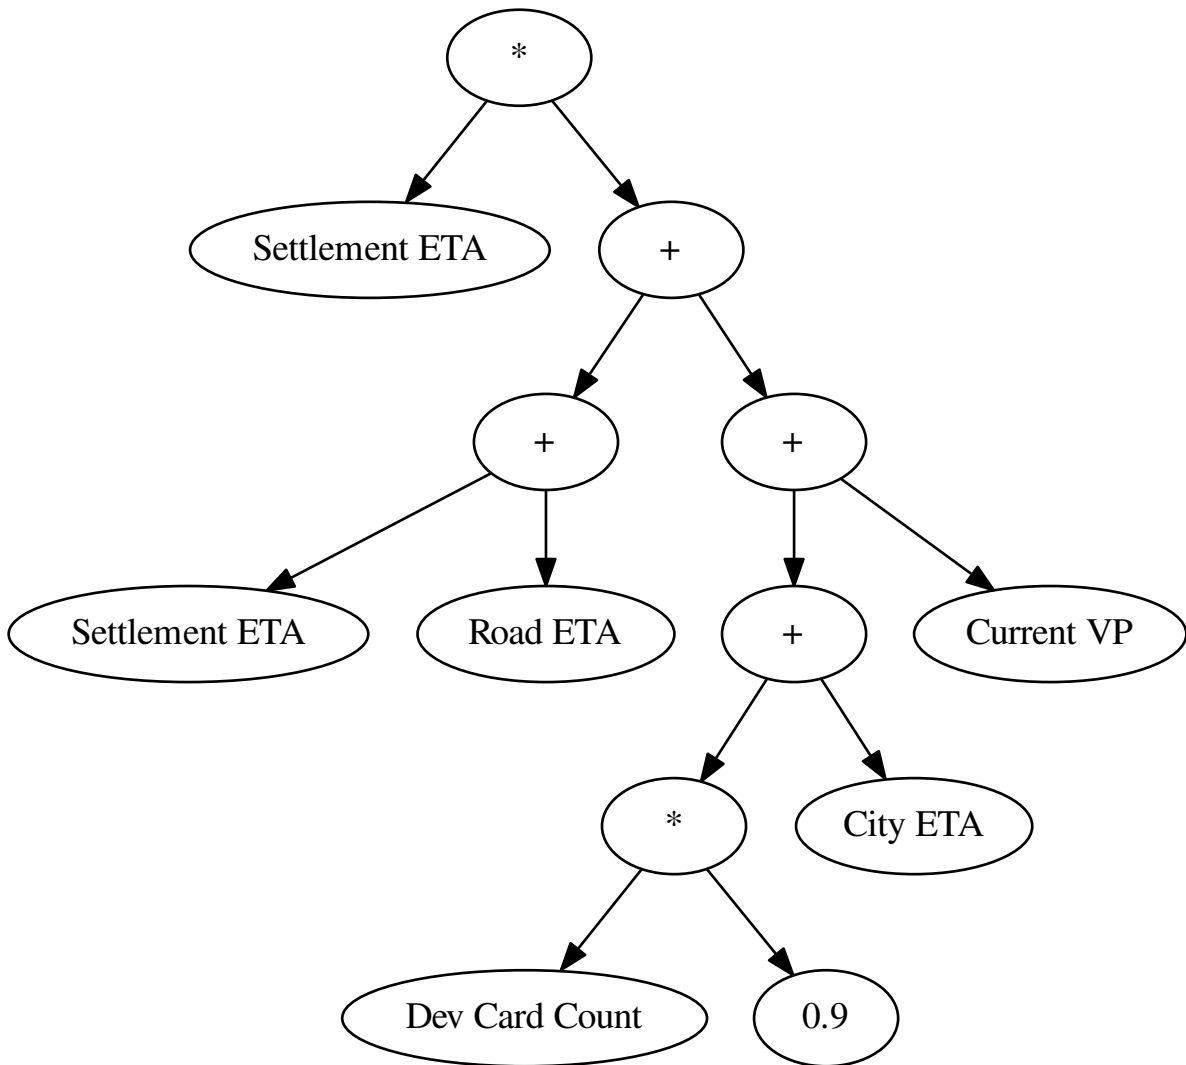 *
Settlement ETA
+
+
+
Settlement ETA
Road ETA
+
Current VP
*
City ETA
Dev Card Count
0.9